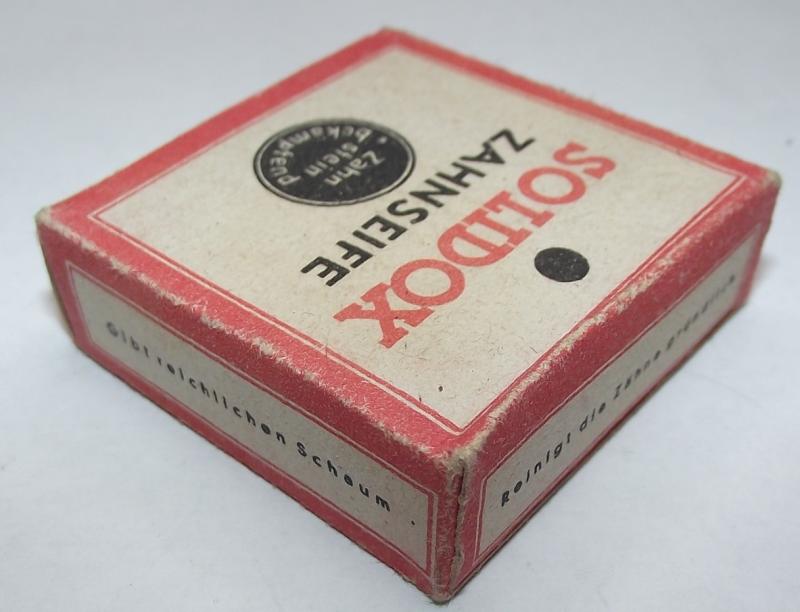 SOLIDOX
ZAHNSEIFE
Zahn
stein
bekämpfend
Gibt reichlichen Schaum.
Reinigt die Zähne gründlich